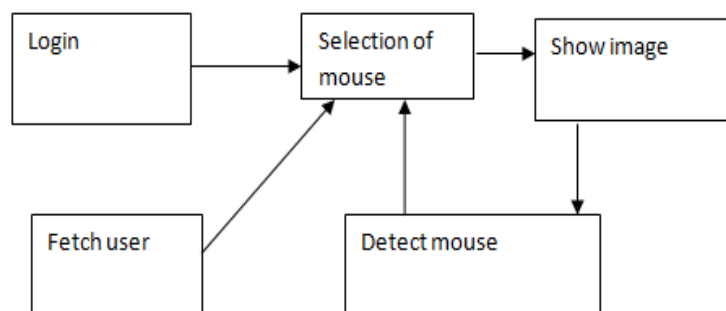 Login
Selection of
mouse
Show image
Fetch user
Detect mouse